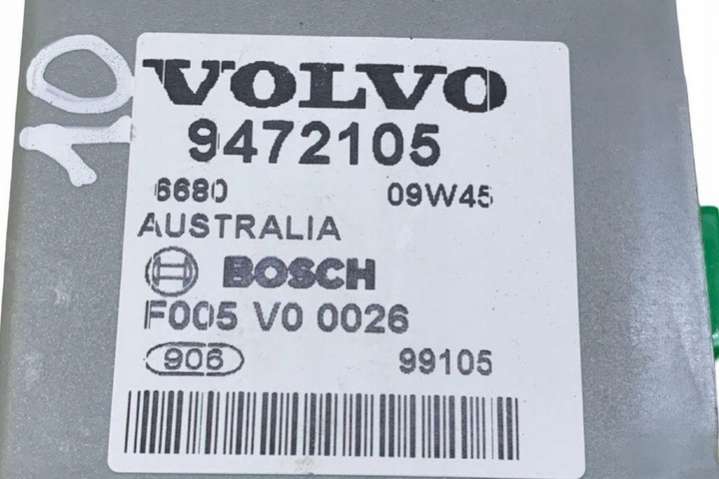 10
VOLVO
9472105
6680 09W45
AUSTRALIA
BOSCH
F005 V0 0026
906 99105